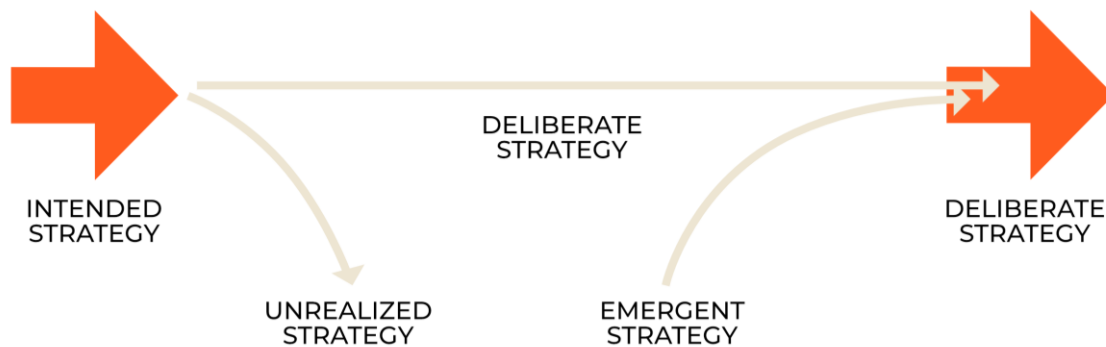 DELIBERATE
STRATEGY
INTENDED
STRATEGY
DELIBERATE
STRATEGY
UNREALIZED
STRATEGY
EMERGENT
STRATEGY